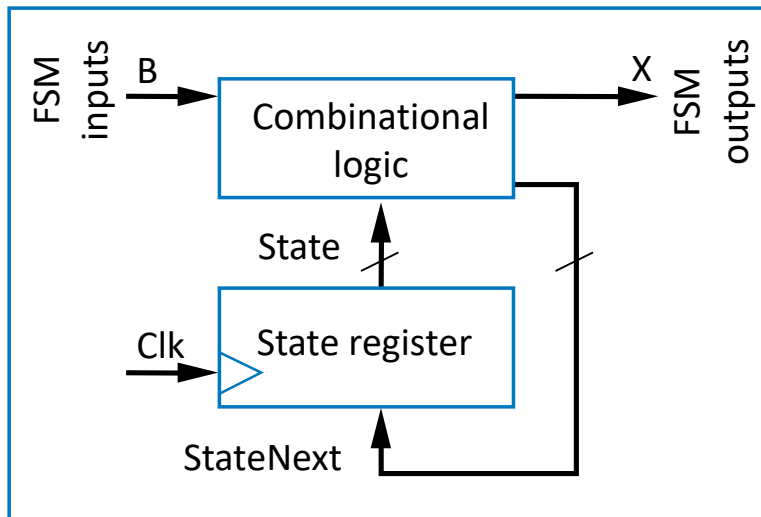 FSM
inputs
B
Combinational
logic
X
FSM
outputs
State
Clk
State register
StateNext